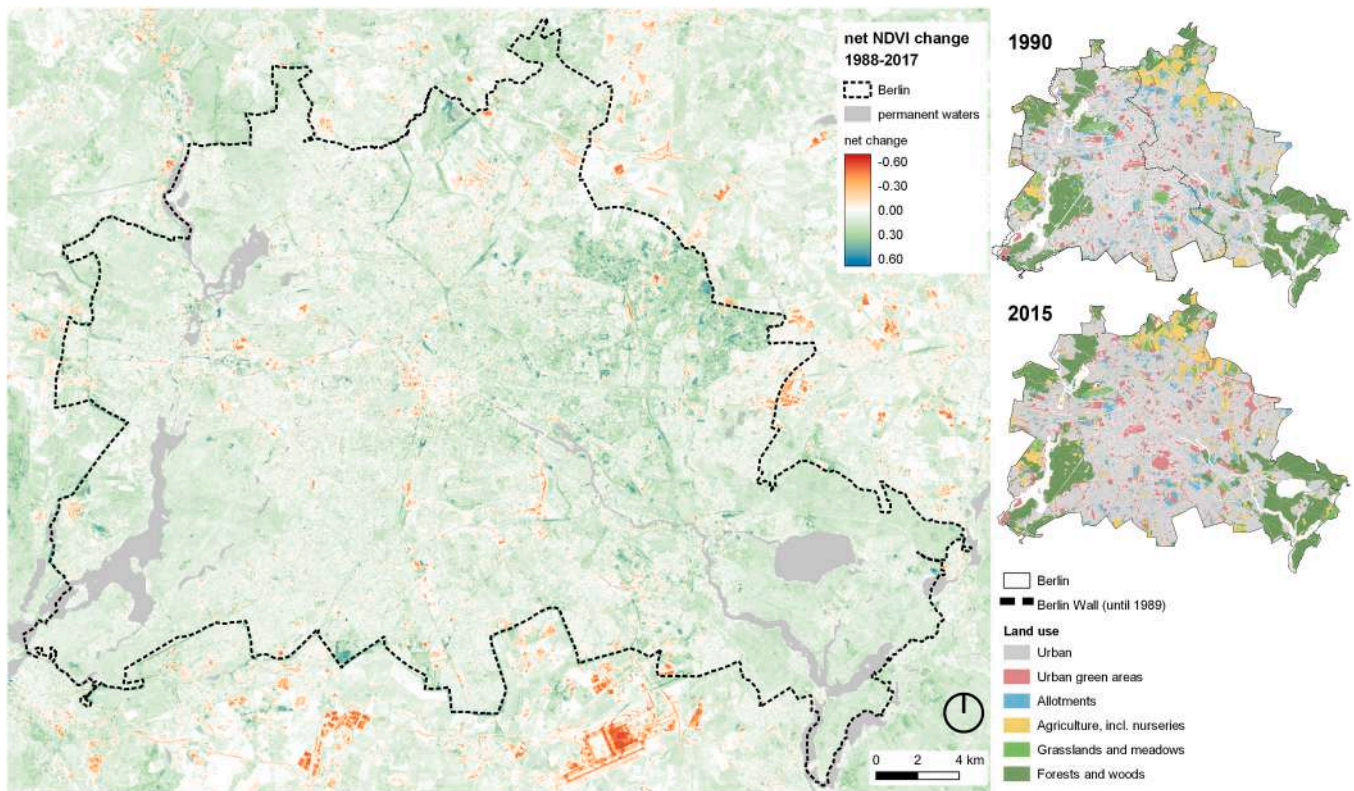 net NDVI change
1988-2017
Berlin
permanent waters
net change
-0.60
-0.30
0.00
0.30
0.60
0 2 4 km
1990
2015
Berlin
Berlin Wall (until 1989)
Land use
Urban
Urban green areas
Allotments
Agriculture, incl. nurseries
Grasslands and meadows
Forests and woods